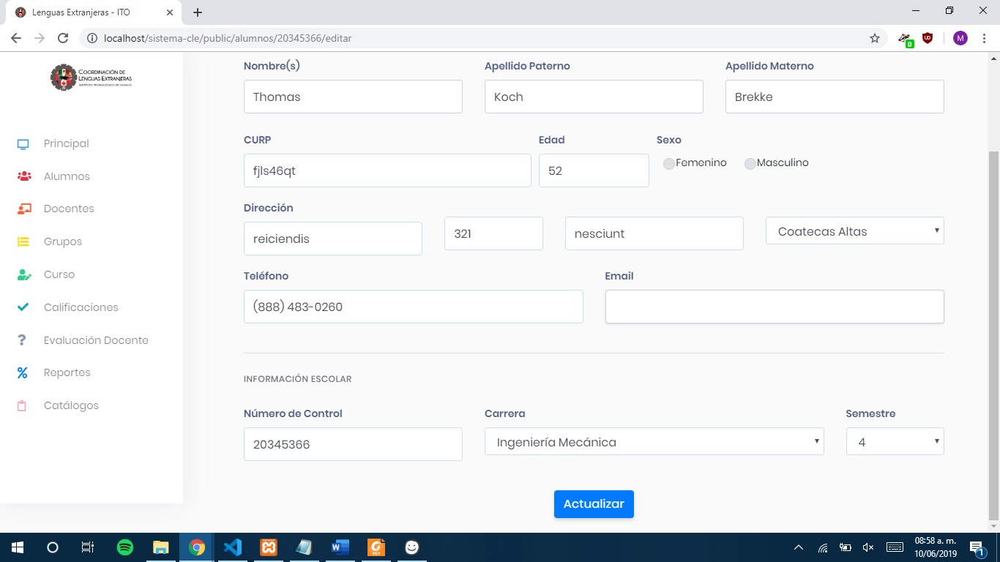 Lenguas Extranjeras - ITO
localhost/sistema-cle/public/alumnos/20345366/editar
0
UD
M
COORDINACIÓN DE
LENGUAS EXTRANJERAS
INSTITUTO TECNOLÓGICO DE OAXACA
Principal
Alumnos
Docentes
Grupos
Curso
Calificaciones
Evaluación Docente
Reportes
Catálogos
Nombre(s) Apellido Paterno Apellido Materno
Thomas Koch Brekke
CURP Edad Sexo
fjls46qt 52 Femenino Masculino
Dirección
reiciendis 321 nesciunt Coatecas Altas
Teléfono Email
(888) 483-0260
INFORMACIÓN ESCOLAR
Número de Control Carrera Semestre
20345366 Ingeniería Mecánica 4
Actualizar
08:58 a. m.
10/06/2019
1